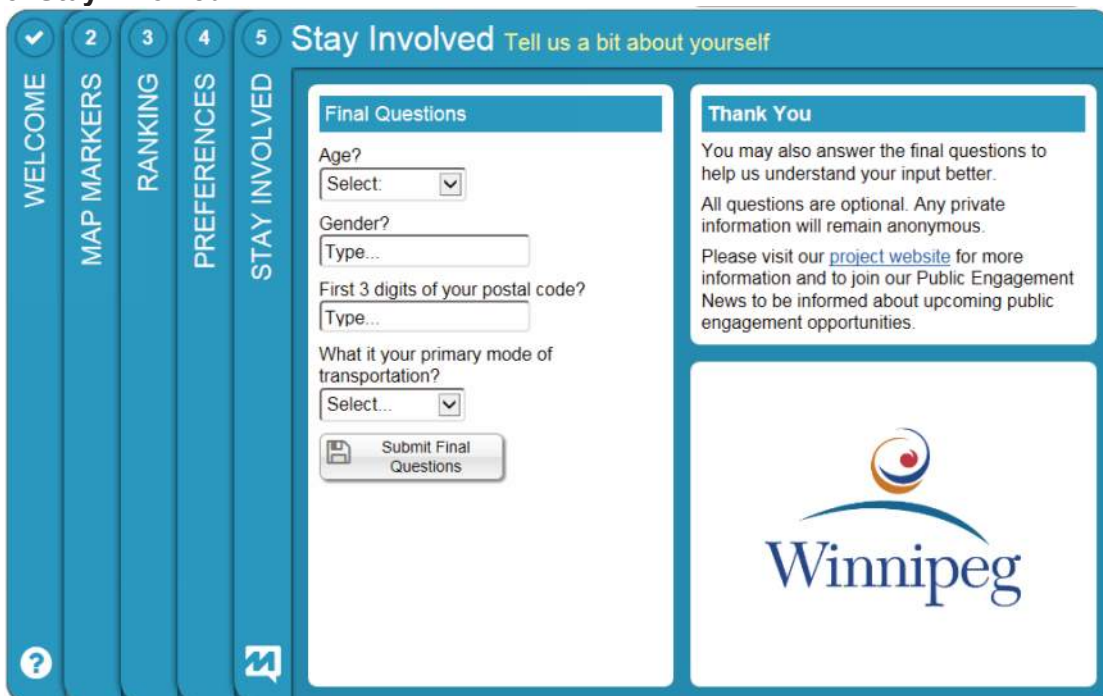 2
3
4
5
Stay Involved Tell us a bit about yourself
WELCOME
MAP MARKERS
RANKING
PREFERENCES
STAY INVOLVED
Final Questions
Age?
Select:
Gender?
Type...
First 3 digits of your postal code?
Type...
What it your primary mode of
transportation?
Select...
Submit Final
Questions
Thank You
You may also answer the final questions to
help us understand your input better.
All questions are optional. Any private
information will remain anonymous.
Please visit our project website for more
information and to join our Public Engagement
News to be informed about upcoming public
engagement opportunities.
Winnipeg
?